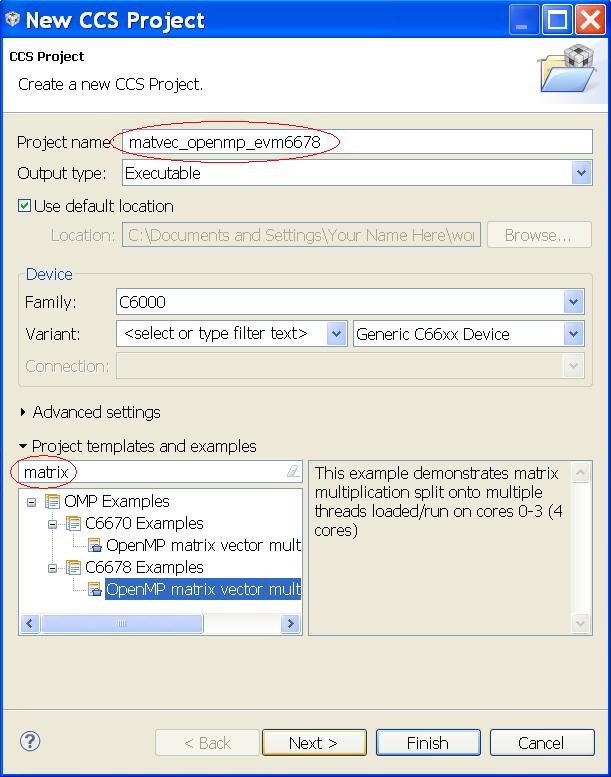 New CCS Project
CCS Project
Create a new CCS Project.
Project name: matvec_openmp_evm6678
Output type: Executable
Use default location
Location: C:\Documents and Settings\Your Name Here\wor Browse...
Device
Family: C6000
Variant: <select or type filter text> Generic C66xx Device
Connection:
Advanced settings
Project templates and examples
matrix
OMP Examples
C6670 Examples
OpenMP matrix vector mult
C6678 Examples
OpenMP matrix vector mult
This example demonstrates matrix
multiplication split onto multiple
threads loaded/run on cores 0-3 (4
cores)
? < Back Next > Finish Cancel